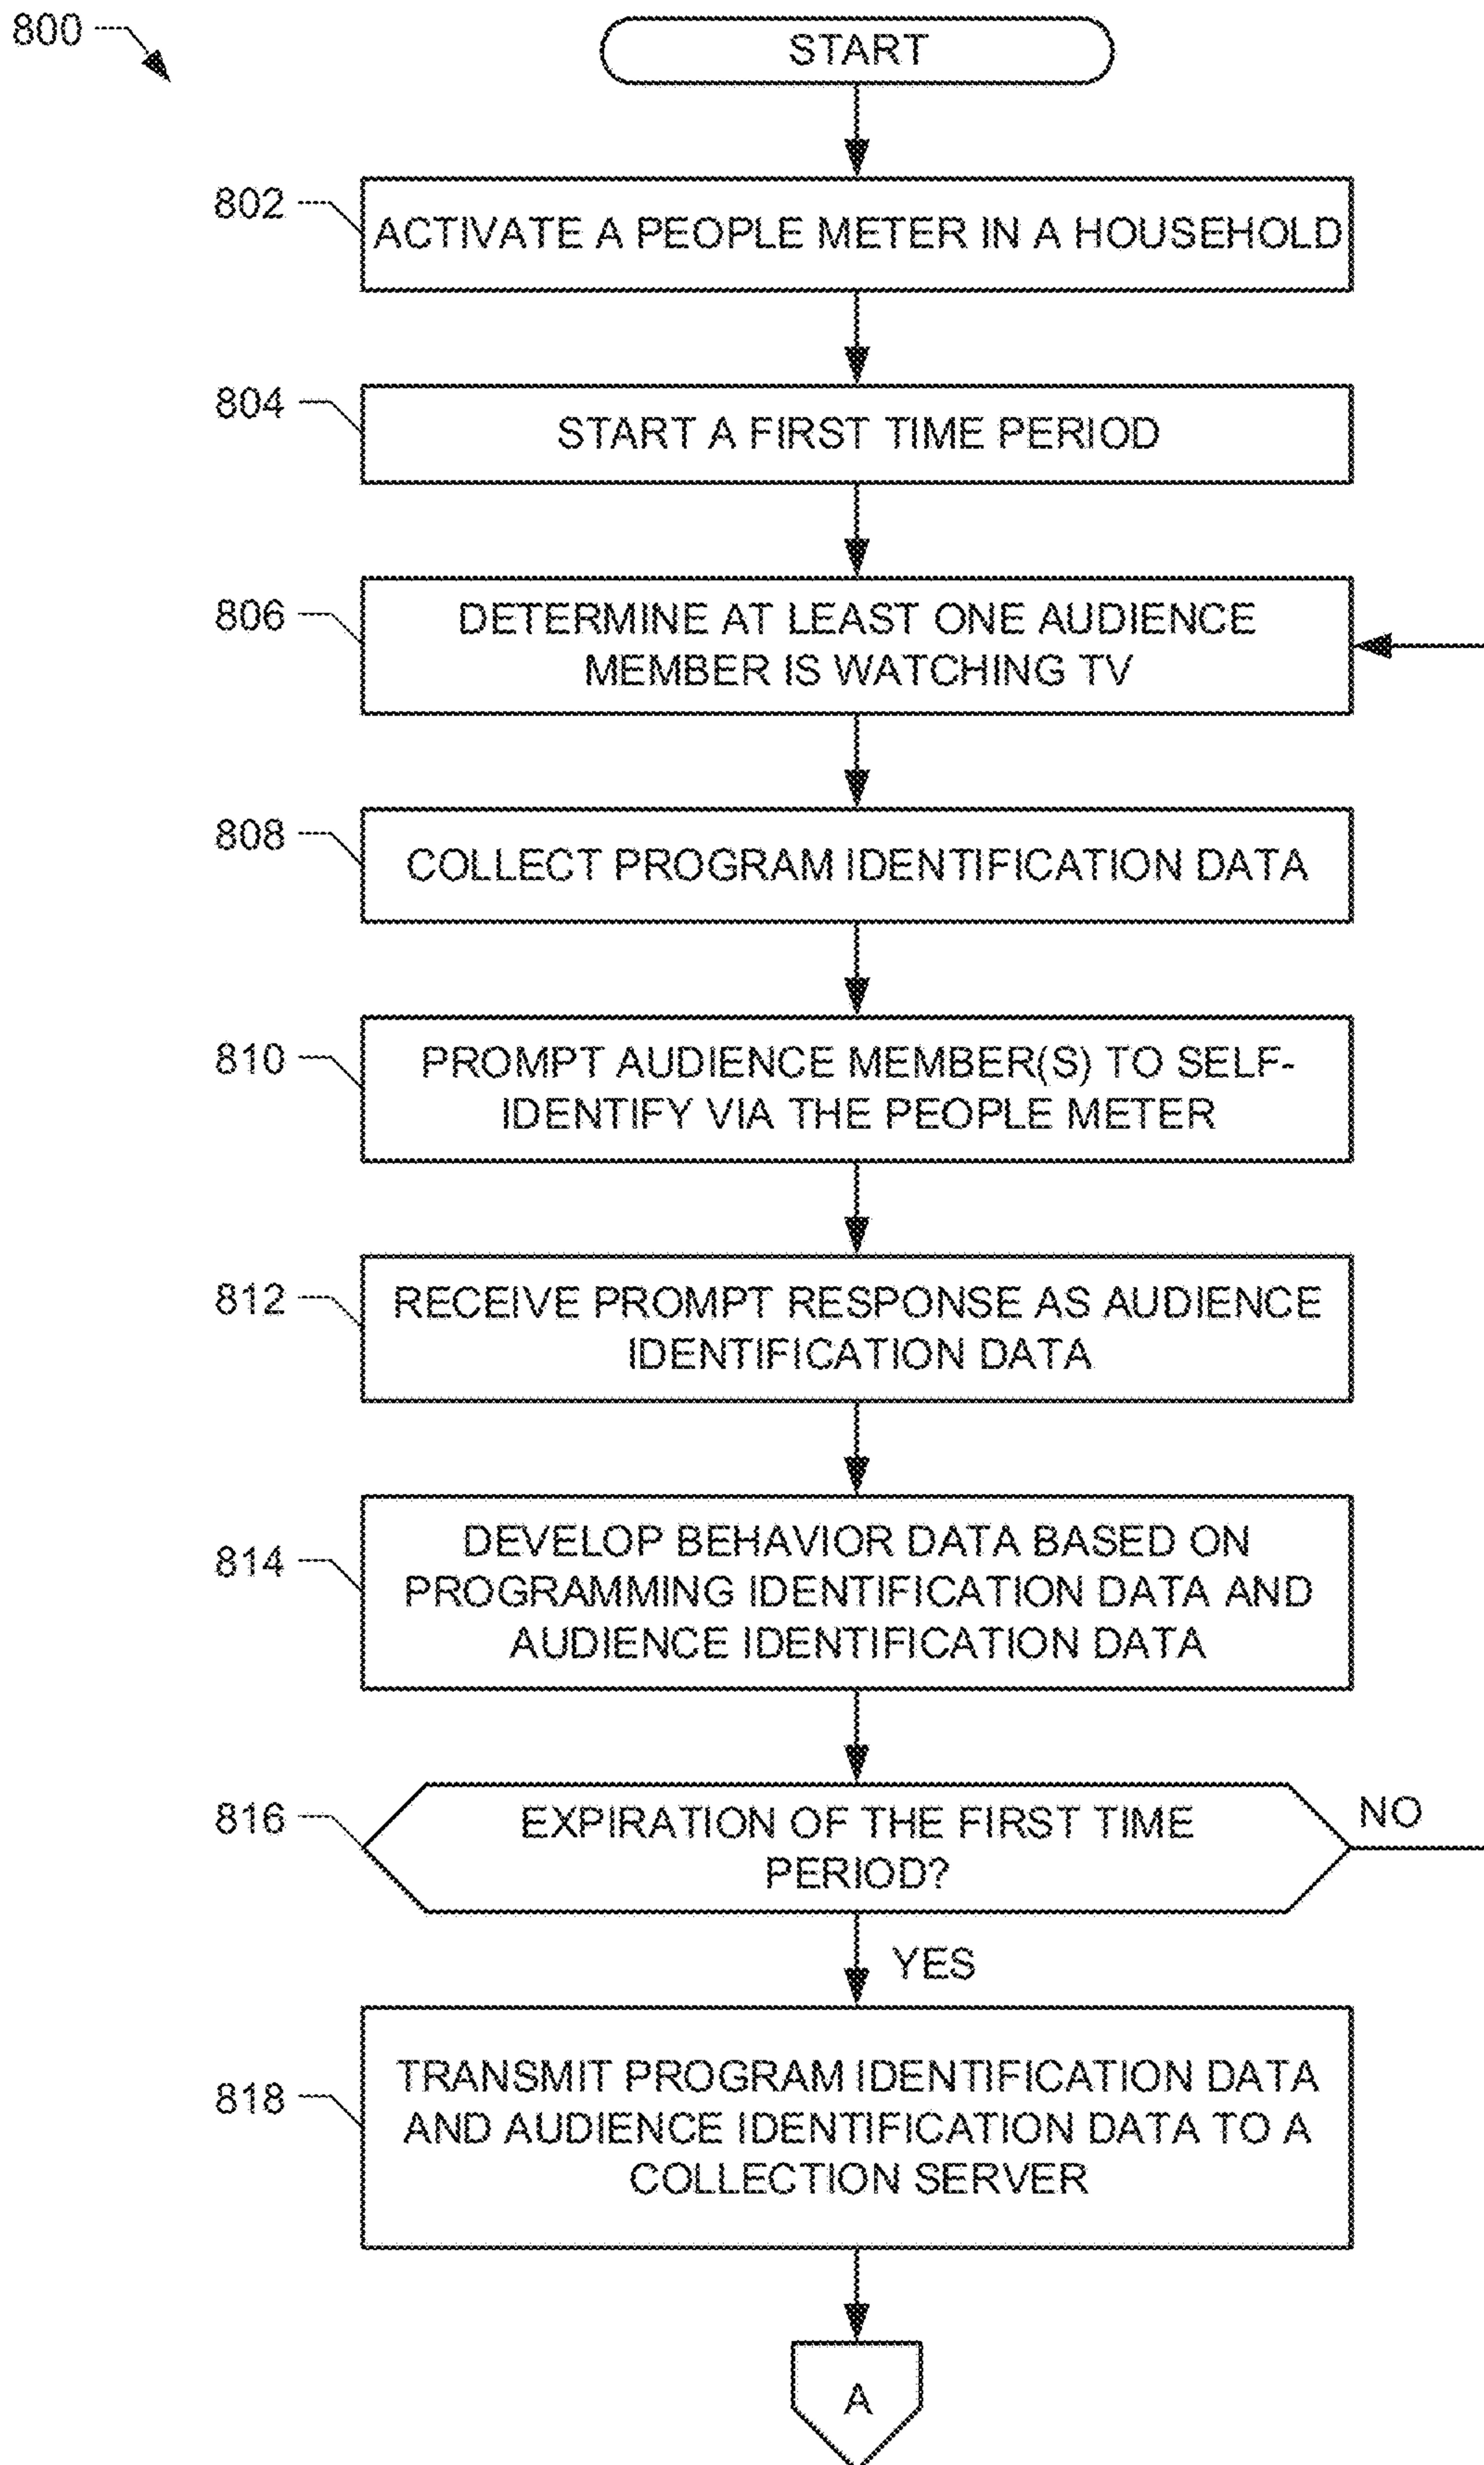 800
START
802
ACTIVATE A PEOPLE METER IN A HOUSEHOLD
804
START A FIRST TIME PERIOD
806
DETERMINE AT LEAST ONE AUDIENCE
MEMBER IS WATCHING TV
808
COLLECT PROGRAM IDENTIFICATION DATA
810
PROMPT AUDIENCE MEMBER(S) TO SELF-
IDENTIFY VIA THE PEOPLE METER
812
RECEIVE PROMPT RESPONSE AS AUDIENCE
IDENTIFICATION DATA
814
DEVELOP BEHAVIOR DATA BASED ON
PROGRAMMING IDENTIFICATION DATA AND
AUDIENCE IDENTIFICATION DATA
816
EXPIRATION OF THE FIRST TIME
PERIOD?
NO
YES
818
TRANSMIT PROGRAM IDENTIFICATION DATA
AND AUDIENCE IDENTIFICATION DATA TO A
COLLECTION SERVER
A